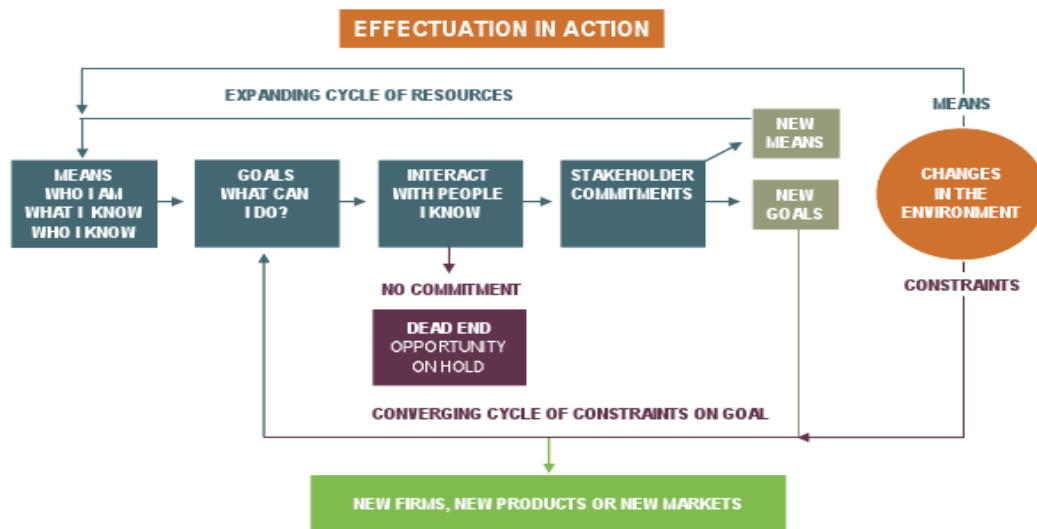 EFFECTUATION IN ACTION
EXPANDING CYCLE OF RESOURCES
MEANS
NEW
MEANS
MEANS
WHO I AM
WHAT I KNOW
WHO I KNOW
GOALS
WHAT CAN
I DO?
INTERACT
WITH PEOPLE
I KNOW
STAKEHOLDER
COMMITMENTS
NEW
GOALS
CHANGES
IN THE
ENVIRONMENT
NO COMMITMENT
CONSTRAINTS
DEAD END
OPPORTUNITY
ON HOLD
CONVERGING CYCLE OF CONSTRAINTS ON GOAL
NEW FIRMS, NEW PRODUCTS OR NEW MARKETS